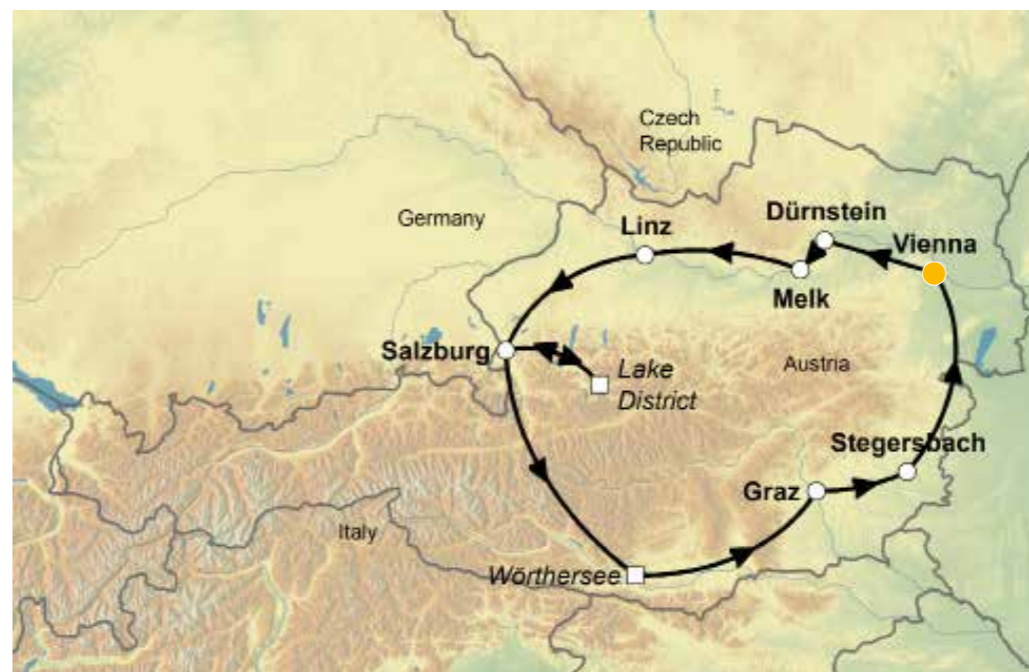 Czech
Republic
Germany
Linz
Dürnstein
Vienna
Melk
Salzburg
Lake
District
Austria
Stegersbach
Graz
Italy
Wörthersee